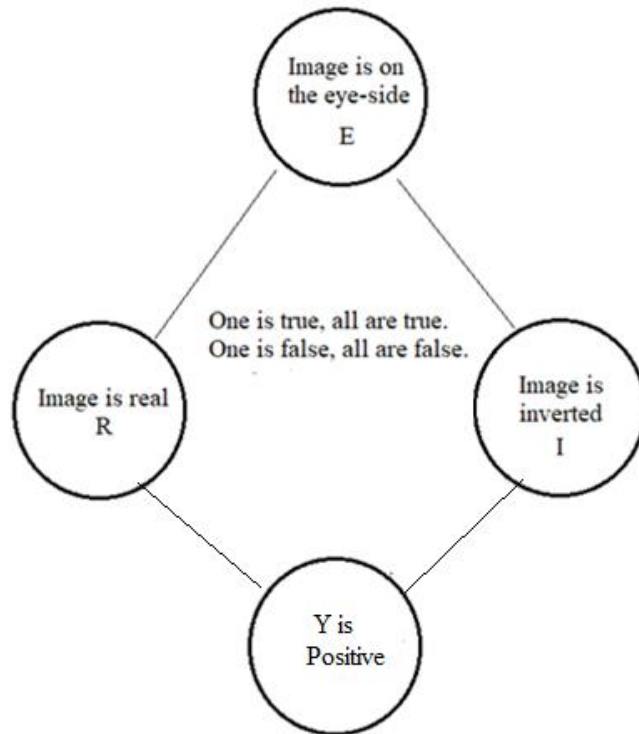 Image is on
the eye-side
E
One is true, all are true.
One is false, all are false.
Image is real
R
Image is
inverted
I
Y is
Positive